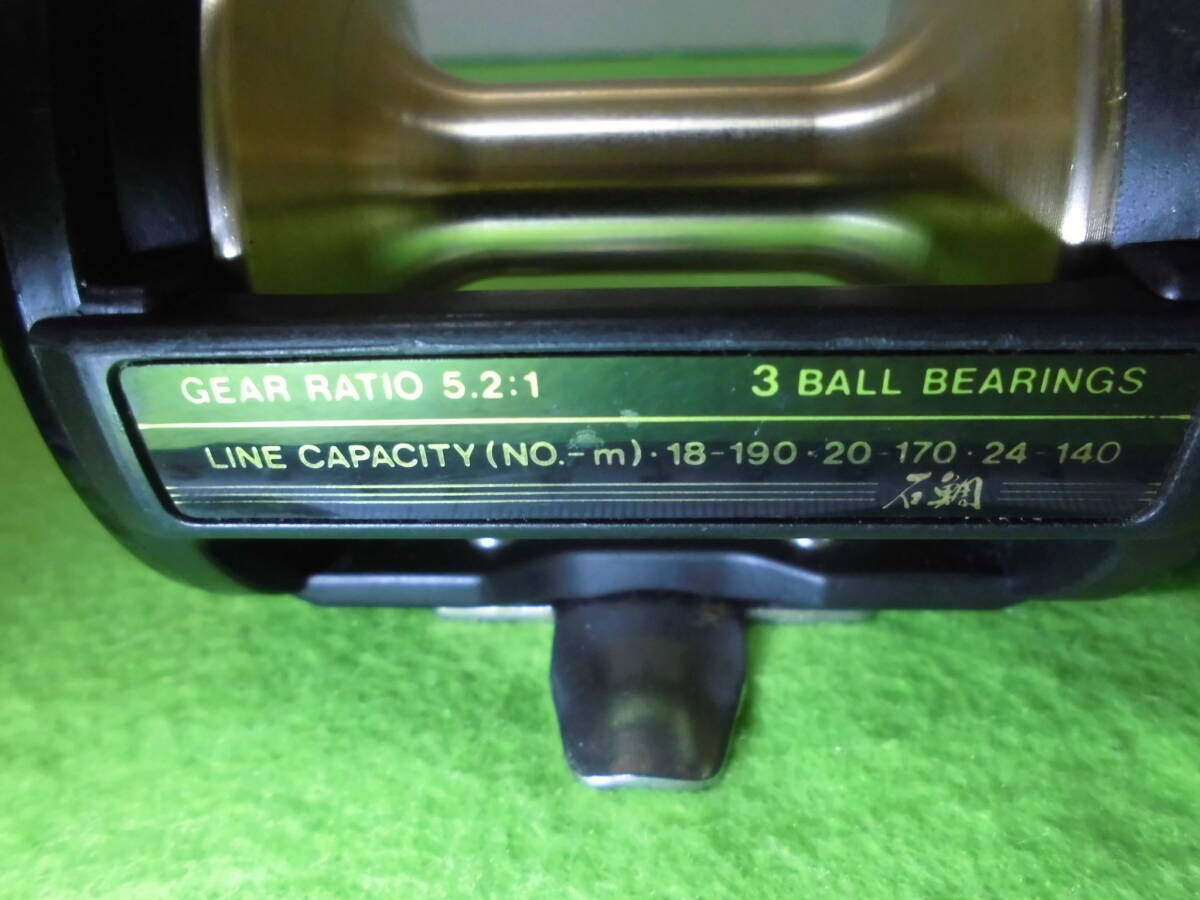 GEAR RATIO 5.2:1 3 BALL BEARINGS
LINE CAPACITY (NO.-m)·18-190·20-170·24-140
石鯛